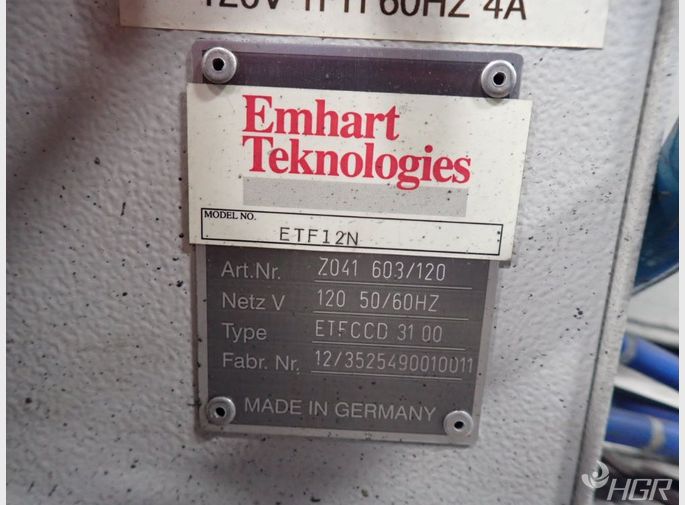 120V 1PH 60HZ 4A
Emhart
Teknologies
MODEL NO.
ETF12N
Art.Nr. Z041 603/120
Netz V 120 50/60HZ
Type ETFCCD 31 00
Fabr. Nr. 12/3525490010011
MADE IN GERMANY
HGR